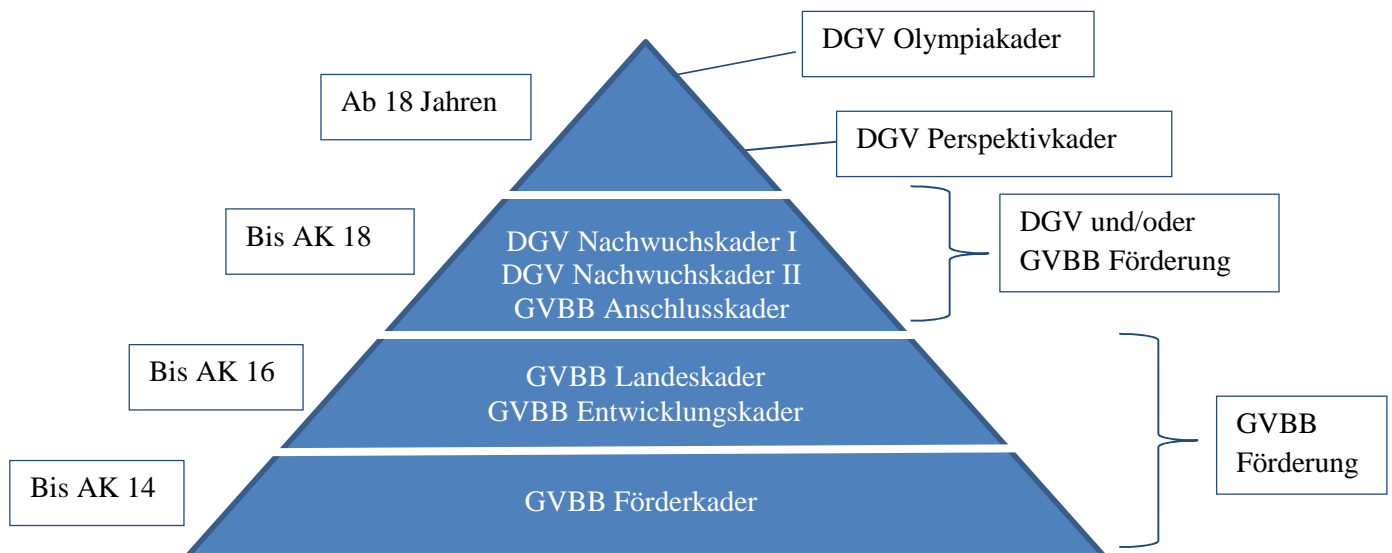 DGV Olympiakader
Ab 18 Jahren
DGV Perspektivkader
Bis AK 18
DGV Nachwuchskader I
DGV Nachwuchskader II
GVBB Anschlusskader
DGV und/oder
GVBB Förderung
Bis AK 16
GVBB Landeskader
GVBB Entwicklungskader
GVBB
Förderung
Bis AK 14
GVBB Förderkader